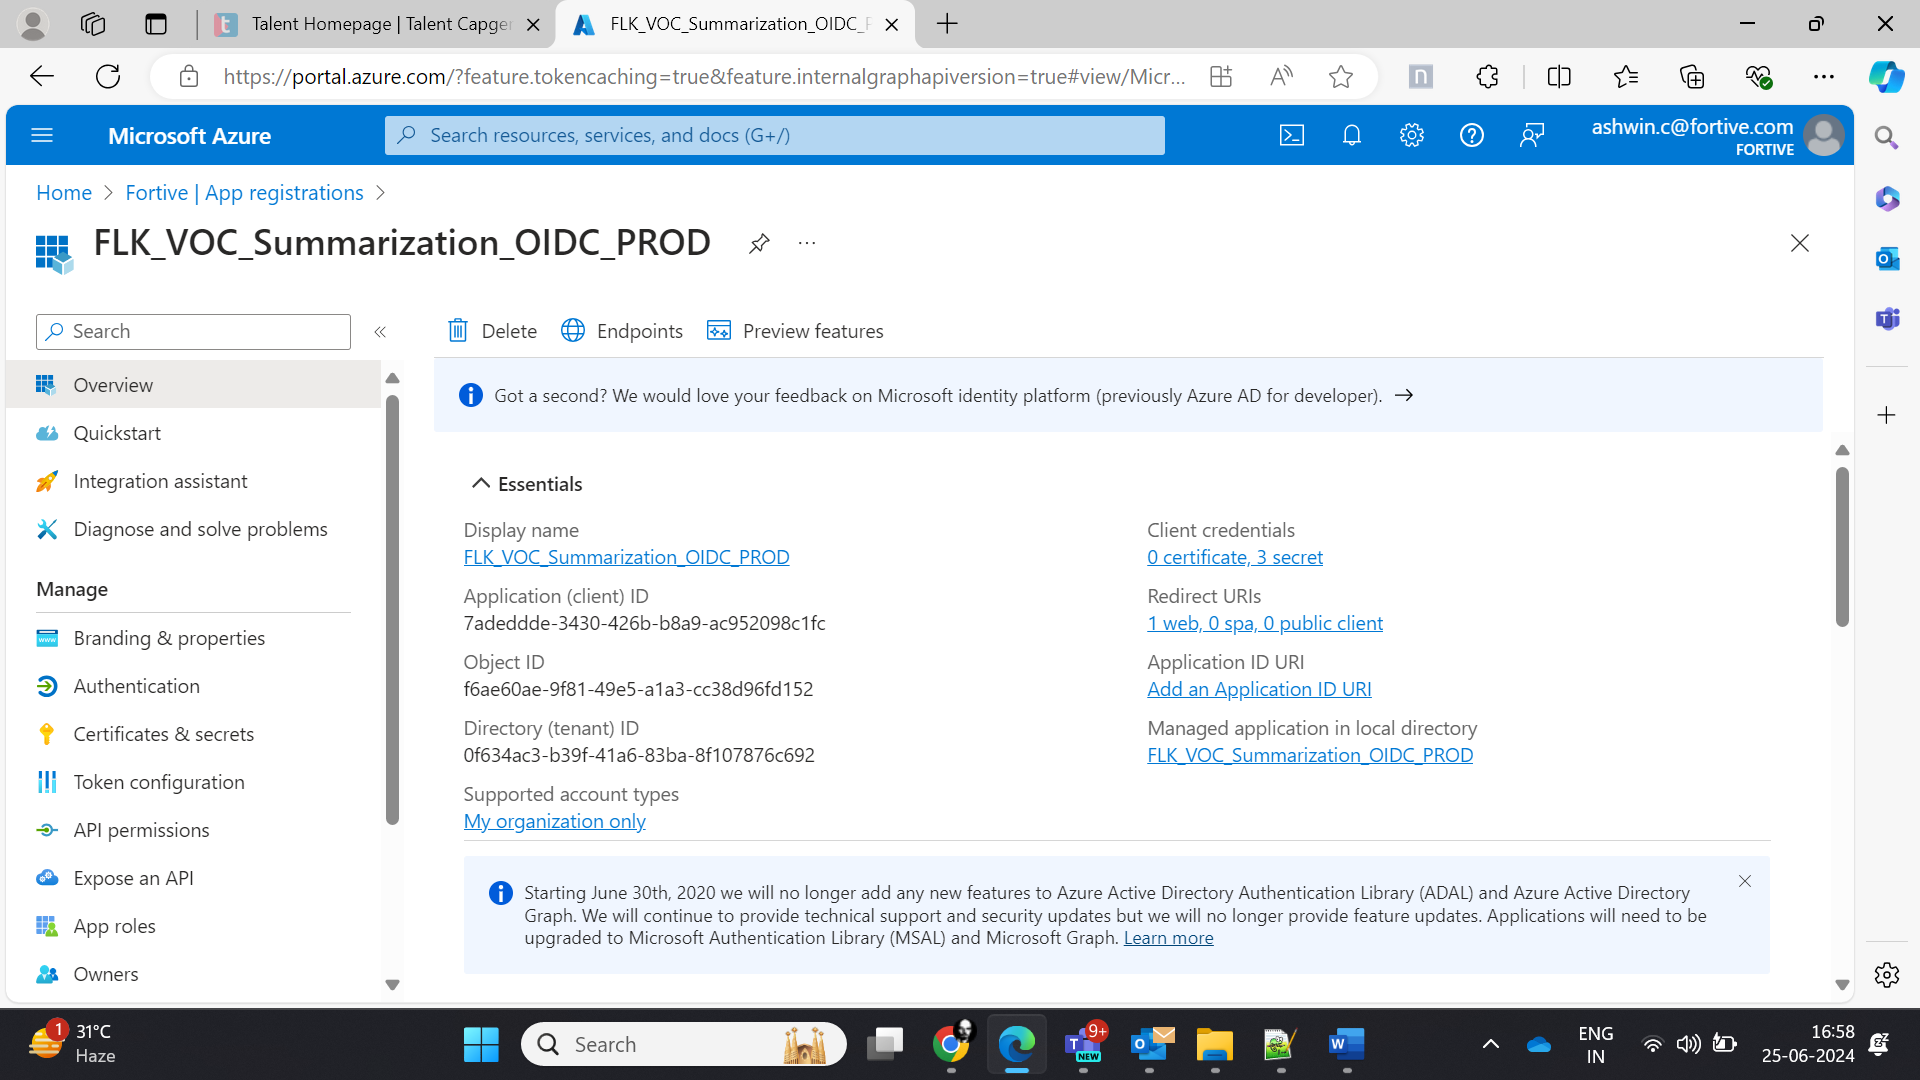 Talent Homepage | Talent Capger
FLK_VOC_Summarization_OIDC_P
https://portal.azure.com/?feature.tokencaching=true&feature.internalgraphapiversion=true#view/Micr...
Microsoft Azure
Search resources, services, and docs (G+/)
ashwin.c@fortive.com
FORTIVE
Home > Fortive | App registrations >
FLK_VOC_Summarization_OIDC_PROD
Search
Delete
Endpoints
Preview features
Overview
Quickstart
Integration assistant
Diagnose and solve problems
Manage
Branding & properties
Authentication
Certificates & secrets
Token configuration
API permissions
Expose an API
App roles
Owners
Got a second? We would love your feedback on Microsoft identity platform (previously Azure AD for developer). →
Essentials
Display name
FLK_VOC_Summarization_OIDC_PROD
Application (client) ID
7adeddde-3430-426b-b8a9-ac952098c1fc
Object ID
f6ae60ae-9f81-49e5-a1a3-cc38d96fd152
Directory (tenant) ID
0f634ac3-b39f-41a6-83ba-8f107876c692
Supported account types
My organization only
Client credentials
0 certificate, 3 secret
Redirect URIs
1 web, 0 spa, 0 public client
Application ID URI
Add an Application ID URI
Managed application in local directory
FLK_VOC_Summarization_OIDC_PROD
Starting June 30th, 2020 we will no longer add any new features to Azure Active Directory Authentication Library (ADAL) and Azure Active Directory
Graph. We will continue to provide technical support and security updates but we will no longer provide feature updates. Applications will need to be
upgraded to Microsoft Authentication Library (MSAL) and Microsoft Graph. Learn more
1
31°C
Haze
Search
9+
NEW
ENG
IN
16:58
25-06-2024